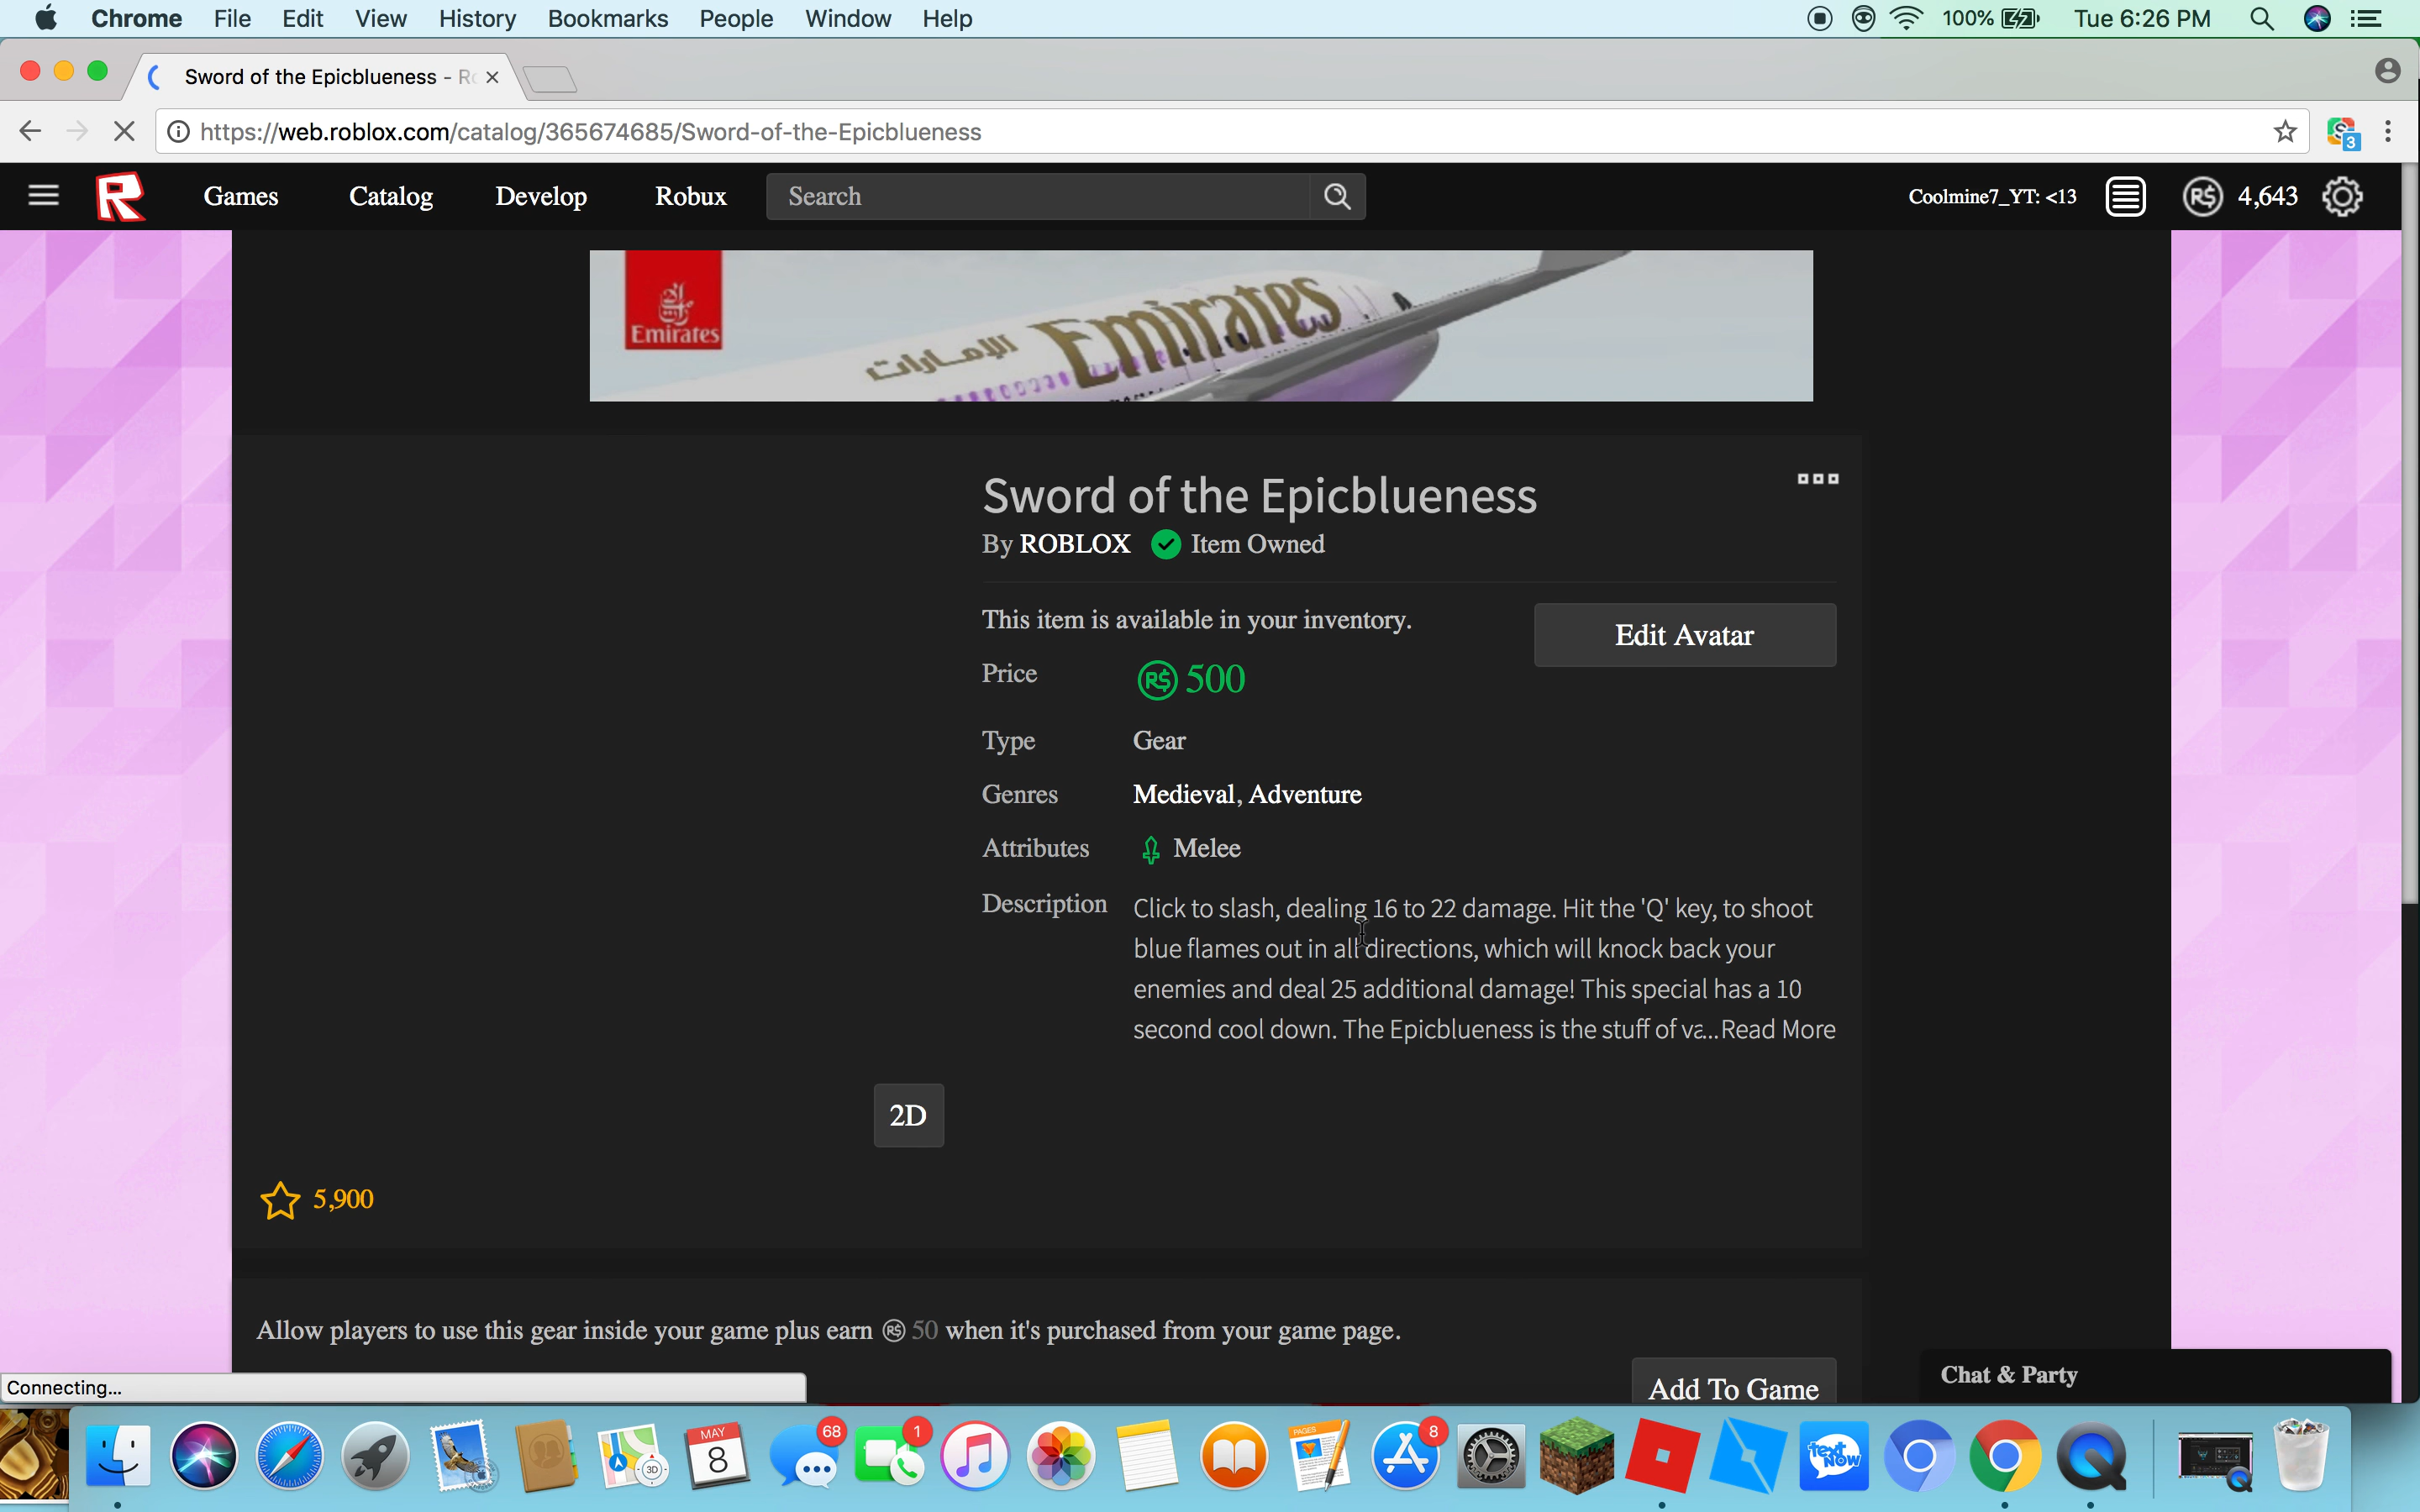 Chrome File Edit View History Bookmarks People Window Help 100% Tue 6:26 PM
Sword of the Epicblueness - Ro
https://web.roblox.com/catalog/365674685/Sword-of-the-Epicblueness
3
R Games Catalog Develop Robux Search Coolmine7_YT: <13 R$ 4,643
Emirates
الإمارات Emirates
Sword of the Epicblueness
By ROBLOX Item Owned
This item is available in your inventory.
Edit Avatar
Price R$ 500
Type Gear
Genres Medieval, Adventure
Attributes Melee
Description Click to slash, dealing 16 to 22 damage. Hit the 'Q' key, to shoot
blue flames out in all directions, which will knock back your
enemies and deal 25 additional damage! This special has a 10
second cool down. The Epicblueness is the stuff of va...Read More
2D
5,900
Allow players to use this gear inside your game plus earn R$ 50 when it's purchased from your game page.
Add To Game
Chat & Party
Connecting...
3D
MAY
8
68
1
PAGES
8
text
NOW